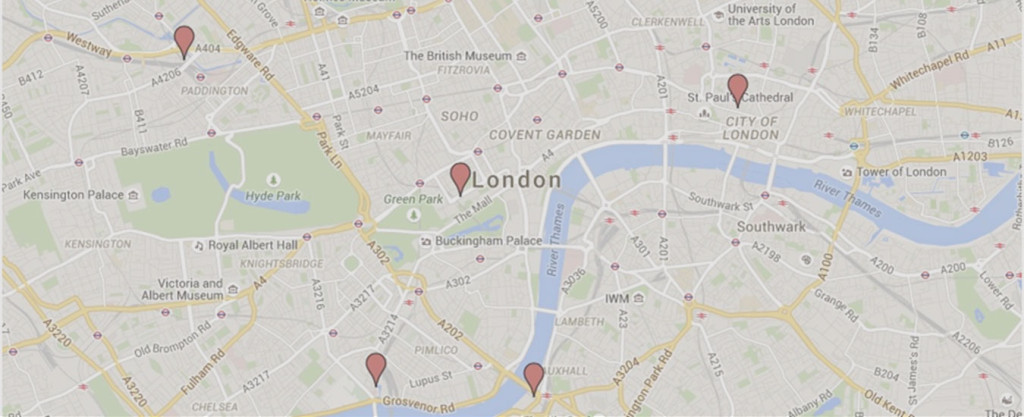 University of
the Arts London
CLERKENWELL
A5200
B134
B108
A11
Westway
A404
Edgware Rd
Grove
B412
A4207
A4206
A41
The British Museum
FITZROVIA
A201
Whitechapel Rd
PADDINGTON
A5204
St. Paul's Cathedral
B411
Park St
SOHO
CITY OF
LONDON
WHITECHAPEL
MAYFAIR
COVENT GARDEN
Bayswater Rd
Park Ln
A4
B126
A1203
Park Ave
Kensington Palace
Hyde Park
Green Park
London
Tower of London
The Mall
River Thames
Southwark St
River Thames
KENSINGTON
Royal Albert Hall
Buckingham Palace
Southwark
KNIGHTSBRIDGE
A302
A301
A201
A2198
A100
A200
A200
Lower Rd
Victoria and
Albert Museum
A4
A3216
A3217
A302
A3036
IWM
Grange Rd
A3220
A3214
A202
LAMBETH
A23
Old Brompton Rd
PIMLICO
A3220
Fulham Rd
A3217
Lupus St
VAUXHALL
A3204
A215
B204
A2206
St James's Rd
CHELSEA
Grosvenor Rd
Albany Rd
Old Ken